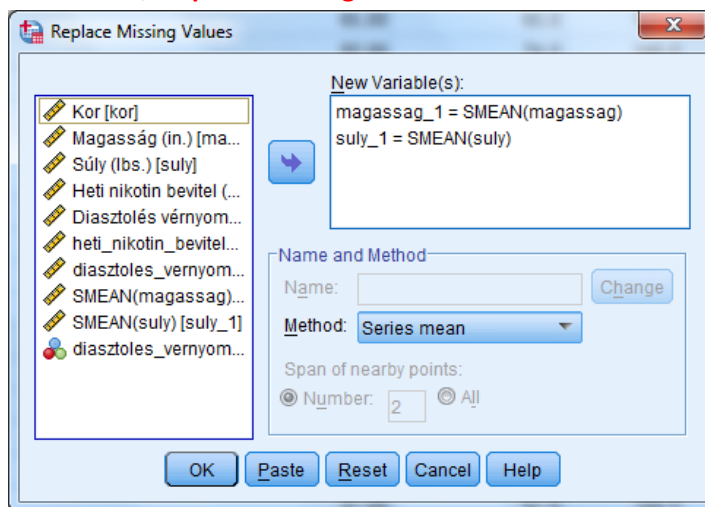 Replace Missing Values
New Variable(s):
Kor [kor]
Magasság (in.) [ma...
Súly (lbs.) [suly]
Heti nikotin bevitel (...
Diasztolés vérnyom...
heti_nikotin_bevitel...
diasztoles_vernyom...
SMEAN(magassag)...
SMEAN(suly) [suly_1]
diasztoles_vernyom...
magassag_1 = SMEAN(magassag)
suly_1 = SMEAN(suly)
Name and Method
Name:
Change
Method: Series mean
Span of nearby points:
Number: 2 All
OK Paste Reset Cancel Help